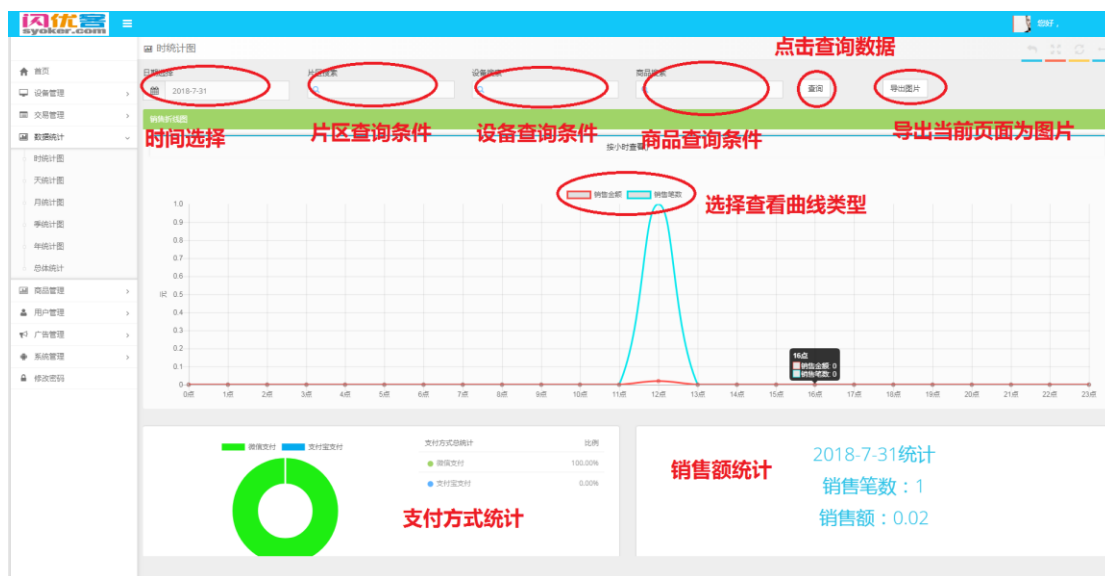 闪优客
syoker.com
您好，
时统计图
点击查询数据
首页
设备管理
交易管理
数据统计
时统计图
天统计图
月统计图
季统计图
年统计图
总体统计
商品管理
用户管理
广告管理
系统管理
修改密码
日期选择
片区搜索
设备搜索
商品搜索
2018-7-31
查询
导出图片
销售折线图
时间选择
片区查询条件
设备查询条件
商品查询条件
导出当前页面为图片
按小时查看
销售金额 销售笔数
选择查看曲线类型
元
1.0
0.9
0.8
0.7
0.6
0.5
0.4
0.3
0.2
0.1
0
16点
销售金额: 0
销售笔数: 0
0点 1点 2点 3点 4点 5点 6点 7点 8点 9点 10点 11点 12点 13点 14点 15点 16点 17点 18点 19点 20点 21点 22点 23点
微信支付 支付宝支付
支付方式总统计 比例
微信支付 100.00%
支付宝支付 0.00%
支付方式统计
销售额统计
2018-7-31统计
销售笔数：1
销售额：0.02